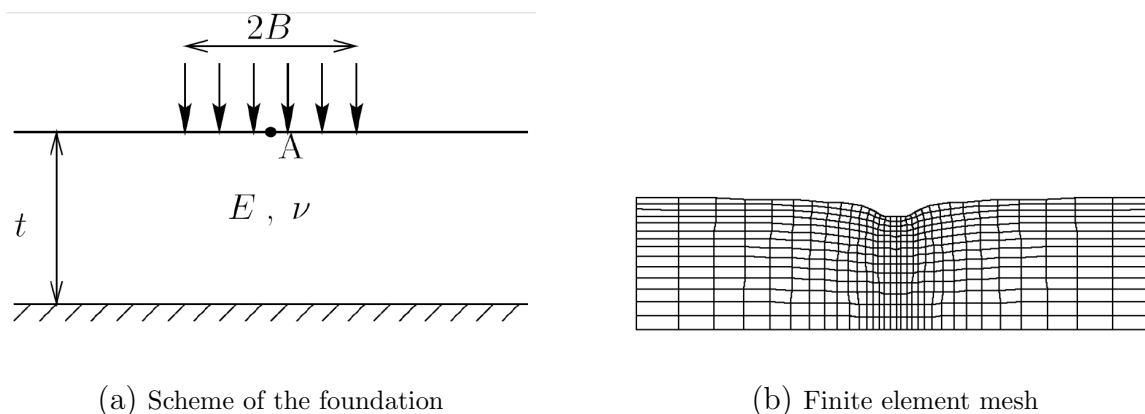 2B
A
E , ν
t
(a) Scheme of the foundation
(b) Finite element mesh